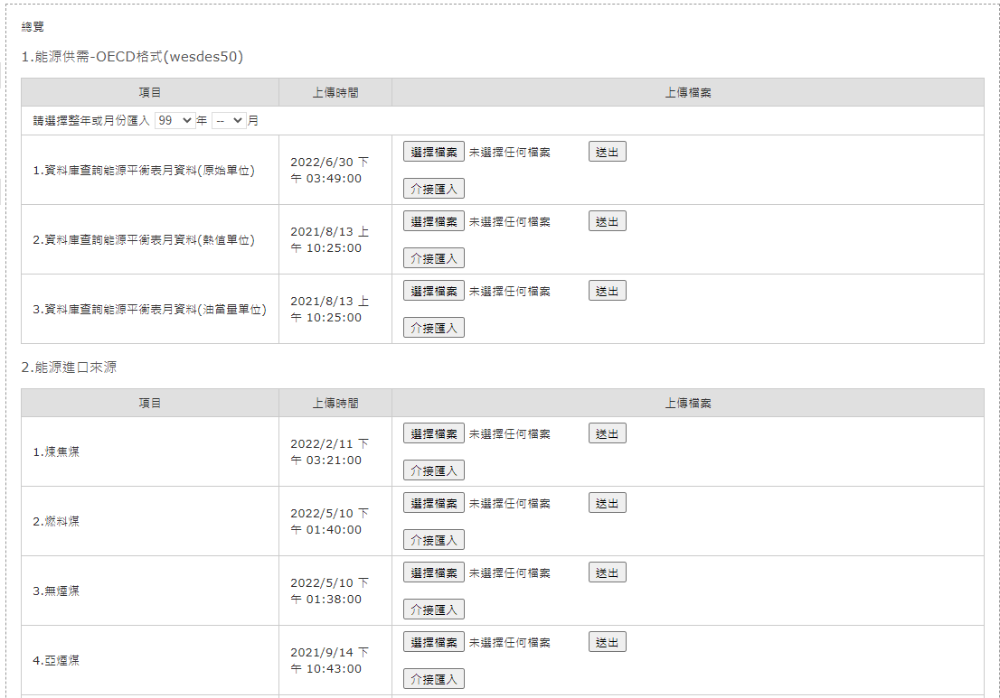 總覽
1.能源供需-OECD格式(wesdes50)
項目 上傳時間 上傳檔案
請選擇整年或月份匯入 99 年 -- 月
1.資料庫查詢能源平衡表月資料(原始單位)
2022/6/30 下
午 03:49:00
選擇檔案 未選擇任何檔案 送出
介接匯入
2.資料庫查詢能源平衡表月資料(熱值單位)
2021/8/13 上
午 10:25:00
選擇檔案 未選擇任何檔案 送出
介接匯入
3.資料庫查詢能源平衡表月資料(油當量單位)
2021/8/13 上
午 10:25:00
選擇檔案 未選擇任何檔案 送出
介接匯入
2.能源進口來源
項目 上傳時間 上傳檔案
1.煉焦煤
2022/2/11 下
午 03:21:00
選擇檔案 未選擇任何檔案 送出
介接匯入
2.燃料煤
2022/5/10 下
午 01:40:00
選擇檔案 未選擇任何檔案 送出
介接匯入
3.無煙煤
2022/5/10 下
午 01:38:00
選擇檔案 未選擇任何檔案 送出
介接匯入
4.亞煙煤
2021/9/14 下
午 10:43:00
選擇檔案 未選擇任何檔案 送出
介接匯入